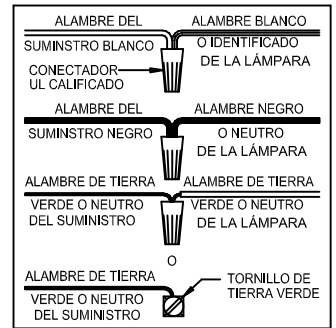 ALAMBRE DEL ALAMBRE BLANCO
SUMINSTRO BLANCO O IDENTIFICADO
CONECTADOR DE LA LÁMPARA
UL CALIFICADO
ALAMBRE DEL ALAMBRE NEGRO
SUMINSTRO NEGRO O NEUTRO
DE LA LÁMPARA
ALAMBRE DE TIERRA ALAMBRE DE TIERRA
VERDE O NEUTRO VERDE O NEUTRO
DEL SUMINISTRO DE LA LÁMPARA
O
ALAMBRE DE TIERRA TORNILLO DE
VERDE O NEUTRO TIERRA VERDE
DEL SUMINISTRO